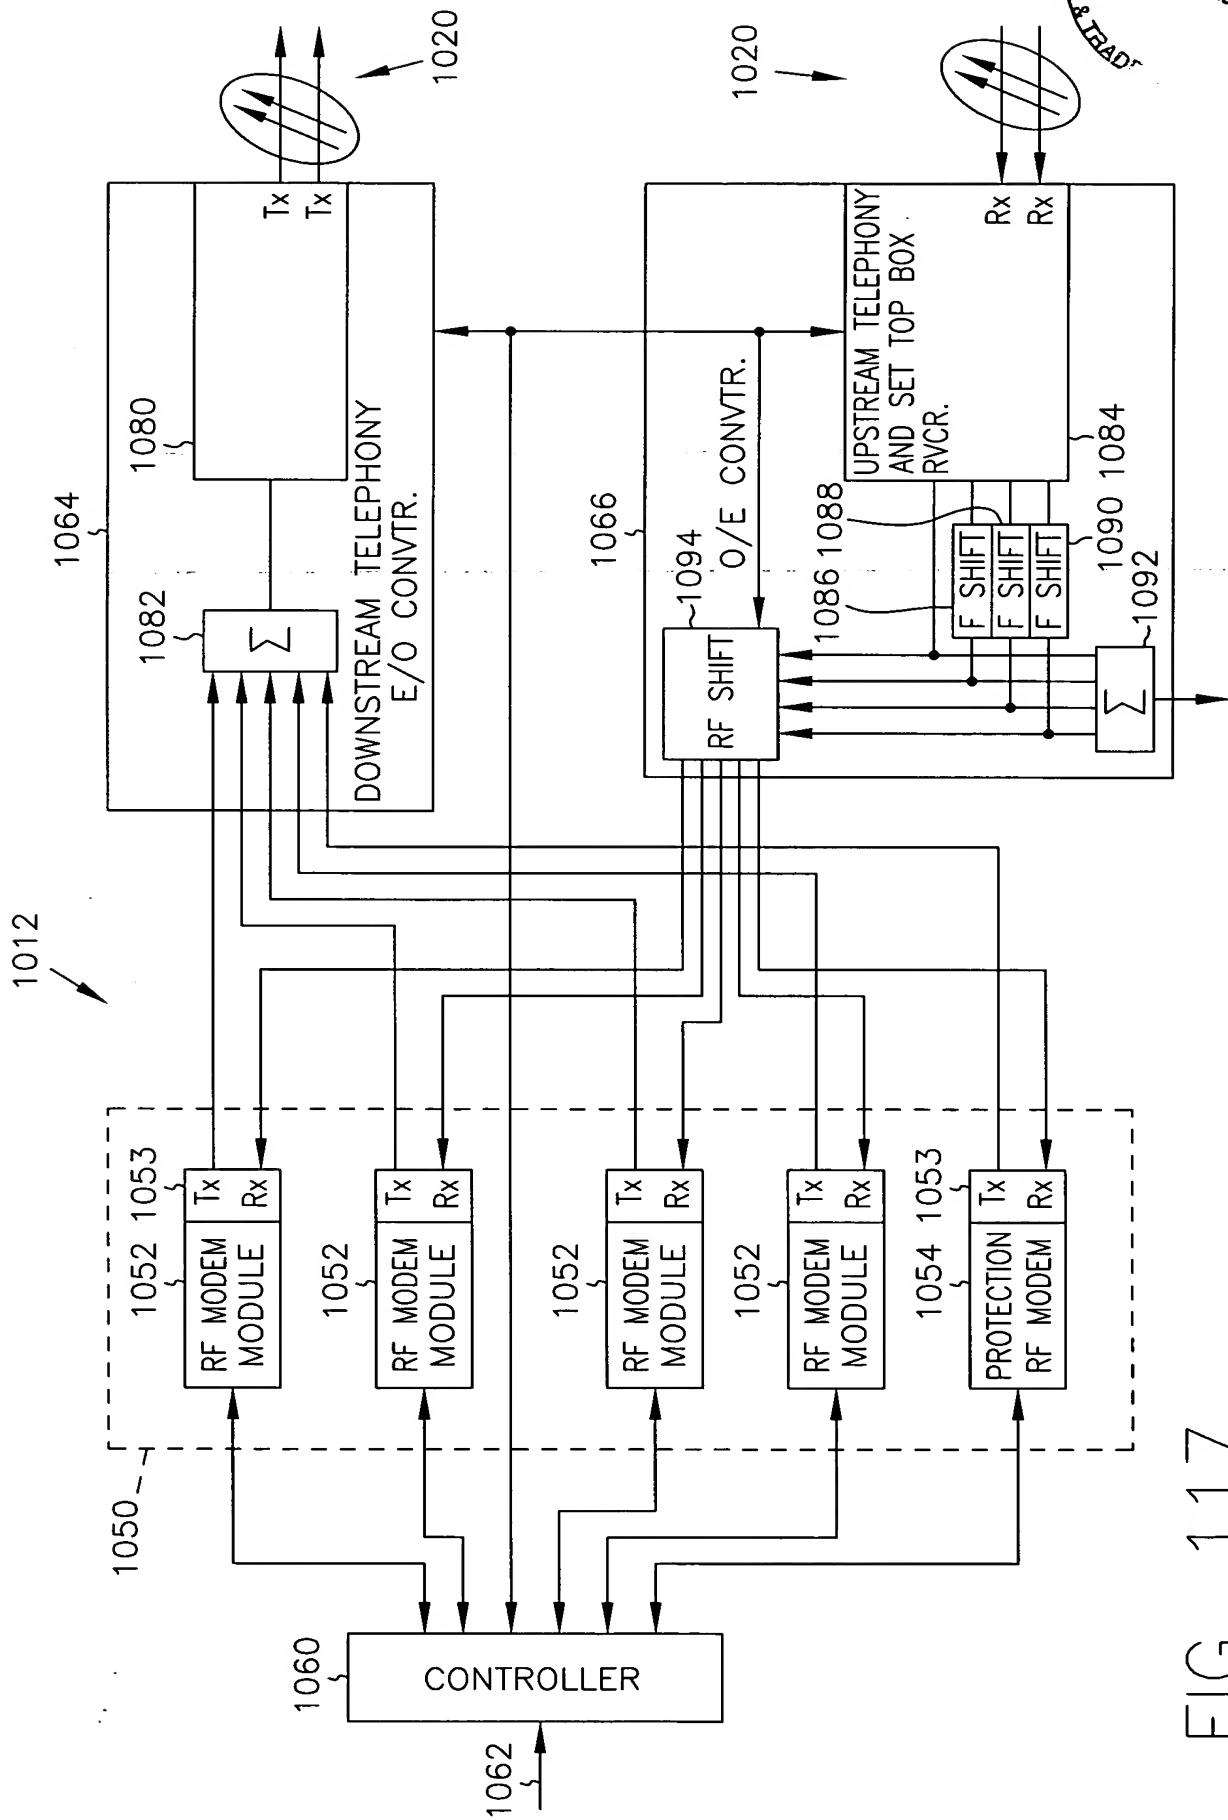 1012
1020
1064
1080
Tx
Tx
1082
Σ
DOWNSTREAM TELEPHONY
E/O CONVTR.
1020
& TRAD
1066
1094
RF SHIFT
O/E CONVTR.
UPSTREAM TELEPHONY
AND SET TOP BOX
RVCR.
Rx
Rx
1084
1086
1088
F SHIFT
F SHIFT
F SHIFT
1090
1092
Σ
1050
1052
1053
RF MODEM
MODULE
Tx
Rx
1052
RF MODEM
MODULE
Tx
Rx
1052
RF MODEM
MODULE
Tx
Rx
1052
RF MODEM
MODULE
Tx
Rx
1054
1053
PROTECTION
RF MODEM
Tx
Rx
1060
CONTROLLER
1062
FIG 117